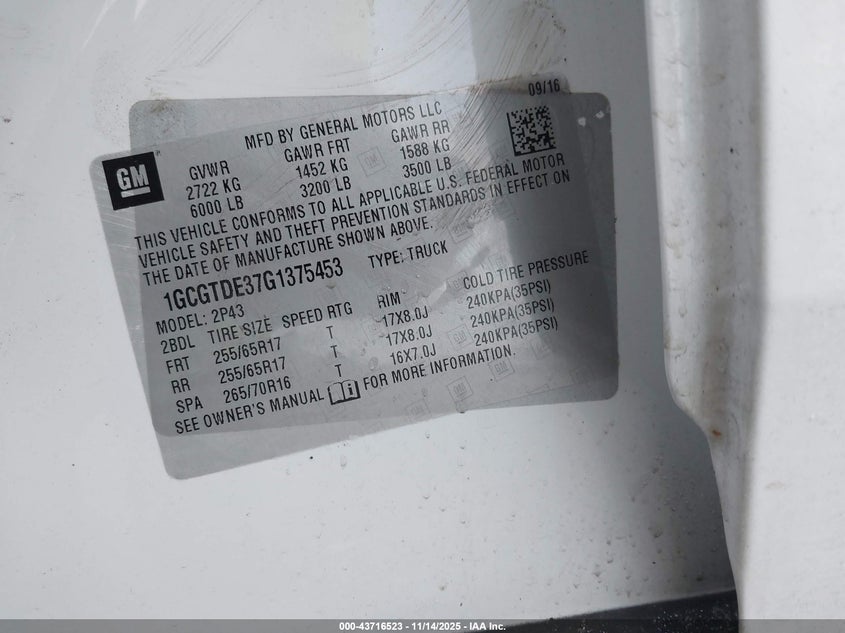 09/16
MFD BY GENERAL MOTORS LLC
GM
GVWR GAWR FRT GAWR RR
2722 KG 1452 KG 1588 KG
6000 LB 3200 LB 3500 LB
THIS VEHICLE CONFORMS TO ALL APPLICABLE U.S. FEDERAL MOTOR
VEHICLE SAFETY AND THEFT PREVENTION STANDARDS IN EFFECT ON
THE DATE OF MANUFACTURE SHOWN ABOVE.
1GCGTDE37G1375453 TYPE: TRUCK
MODEL: 2P43
2BDL TIRE SIZE SPEED RTG RIM COLD TIRE PRESSURE
FRT 255/65R17 T 17X8.0J 240KPA(35PSI)
RR 255/65R17 T 17X8.0J 240KPA(35PSI)
SPA 265/70R16 T 16X7.0J 240KPA(35PSI)
SEE OWNER'S MANUAL FOR MORE INFORMATION.
000-43716523 - 11/14/2025 - IAA Inc.